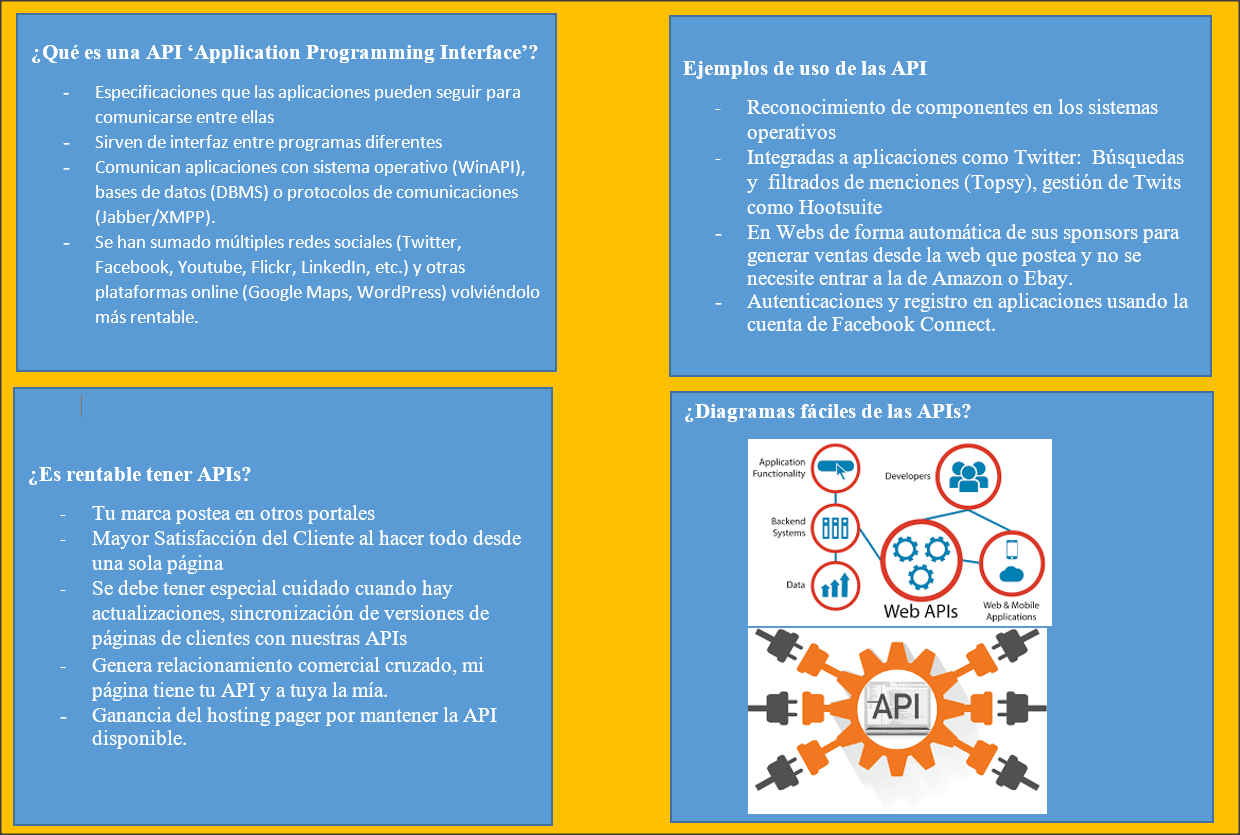 ¿Qué es una API ‘Application Programming Interface’?
- Especificaciones que las aplicaciones pueden seguir para
comunicarse entre ellas
- Sirven de interfaz entre programas diferentes
- Comunican aplicaciones con sistema operativo (WinAPI),
bases de datos (DBMS) o protocolos de comunicaciones
(Jabber/XMPP).
- Se han sumado múltiples redes sociales (Twitter,
Facebook, Youtube, Flickr, LinkedIn, etc.) y otras
plataformas online (Google Maps, WordPress) volviéndolo
más rentable.
Ejemplos de uso de las API
- Reconocimiento de componentes en los sistemas
operativos
- Integradas a aplicaciones como Twitter: Búsquedas
y filtrados de menciones (Topsy), gestión de Twits
como Hootsuite
- En Webs de forma automática de sus sponsors para
generar ventas desde la web que postea y no se
necesite entrar a la de Amazon o Ebay.
- Autenticaciones y registro en aplicaciones usando la
cuenta de Facebook Connect.
¿Es rentable tener APIs?
- Tu marca postea en otros portales
- Mayor Satisfacción del Cliente al hacer todo desde
una sola página
- Se debe tener especial cuidado cuando hay
actualizaciones, sincronización de versiones de
páginas de clientes con nuestras APIs
- Genera relacionamiento comercial cruzado, mi
página tiene tu API y a tuya la mía.
- Ganancia del hosting pager por mantener la API
disponible.
¿Diagramas fáciles de las APIs?
Application
Functionality
Developers
Backend
Systems
Data
Web APIs
Web & Mobile
Applications
API